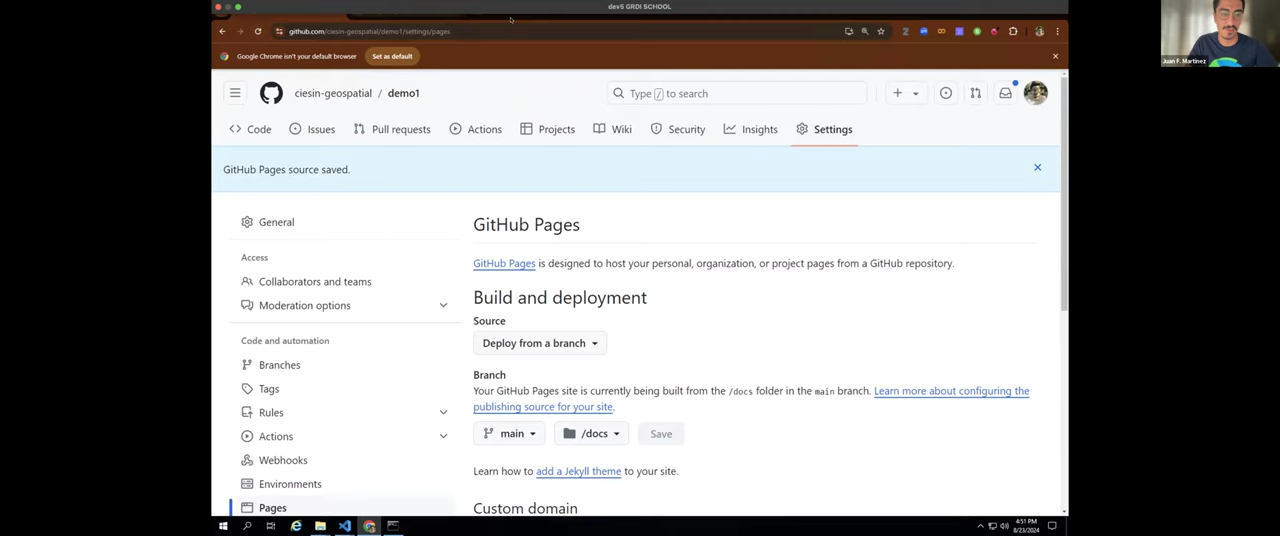 dev5 GRDI SCHOOL
github.com/ciesin-geospatial/demo1/settings/pages
Google Chrome isn't your default browser
Set as default
Juan F. Martinez
ciesin-geospatial / demo1
Type / to search
Code
Issues
Pull requests
Actions
Projects
Wiki
Security
Insights
Settings
GitHub Pages source saved.
General
Access
Collaborators and teams
Moderation options
Code and automation
Branches
Tags
Rules
Actions
Webhooks
Environments
Pages
GitHub Pages
GitHub Pages is designed to host your personal, organization, or project pages from a GitHub repository.
Build and deployment
Source
Deploy from a branch
Branch
Your GitHub Pages site is currently being built from the /docs folder in the main branch. Learn more about configuring the
publishing source for your site.
main
/docs
Save
Learn how to add a Jekyll theme to your site.
Custom domain
4:51 PM
8/23/2024